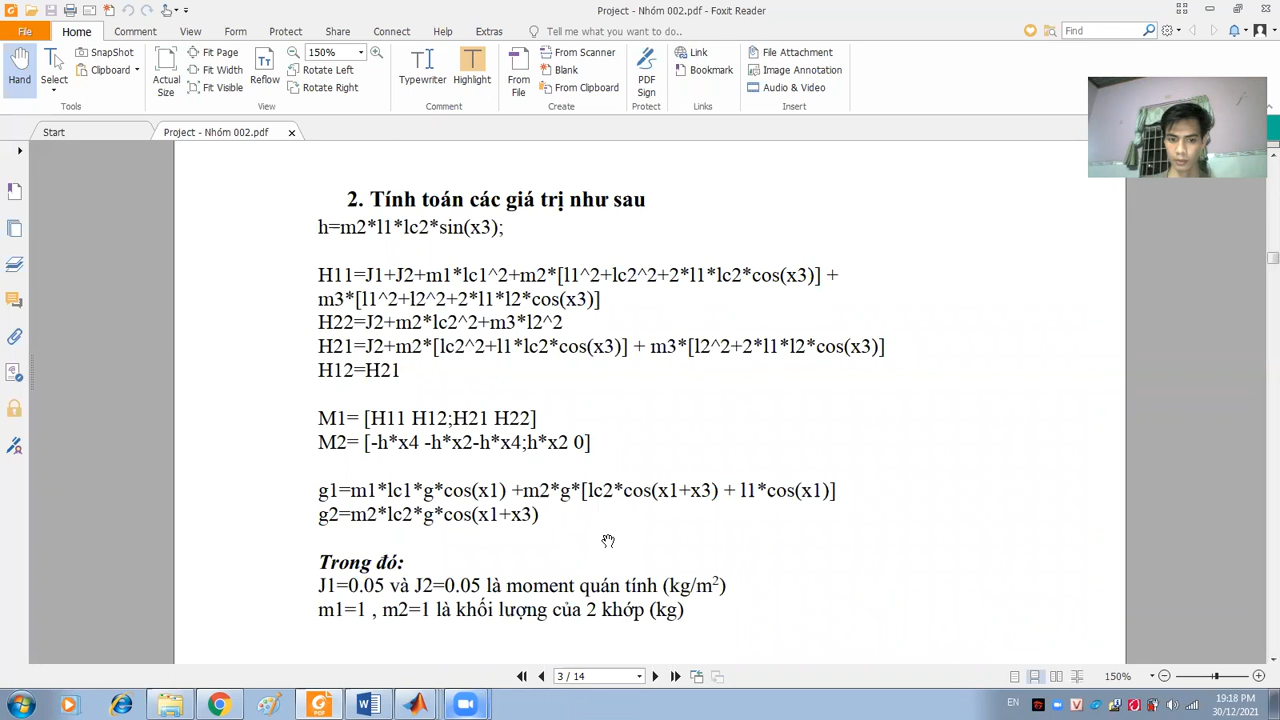 Project - Nhóm 002.pdf - Foxit Reader
File Home Comment View Form Protect Share Connect Help Extras Tell me what you want to do.. Find
Hand
Select
SnapShot
Clipboard
Actual Size
Fit Page
Fit Width
Fit Visible
Reflow
150%
Rotate Left
Rotate Right
Typewriter
Highlight
From File
From Scanner
Blank
From Clipboard
PDF Sign
Link
Bookmark
File Attachment
Image Annotation
Audio & Video
Tools View Comment Create Protect Links Insert
Start Project - Nhóm 002.pdf
2. Tính toán các giá trị như sau
h=m2*l1*lc2*sin(x3);
H11=J1+J2+m1*lc1^2+m2*[l1^2+lc2^2+2*l1*lc2*cos(x3)] +
m3*[l1^2+l2^2+2*l1*l2*cos(x3)]
H22=J2+m2*lc2^2+m3*l2^2
H21=J2+m2*[lc2^2+l1*lc2*cos(x3)] + m3*[l2^2+2*l1*l2*cos(x3)]
H12=H21
M1= [H11 H12;H21 H22]
M2= [-h*x4 -h*x2-h*x4;h*x2 0]
g1=m1*lc1*g*cos(x1) +m2*g*[lc2*cos(x1+x3) + l1*cos(x1)]
g2=m2*lc2*g*cos(x1+x3)
Trong đó:
J1=0.05 và J2=0.05 là moment quán tính (kg/m²)
m1=1 , m2=1 là khối lượng của 2 khớp (kg)
3 / 14
150%
EN
19:18 PM
30/12/2021